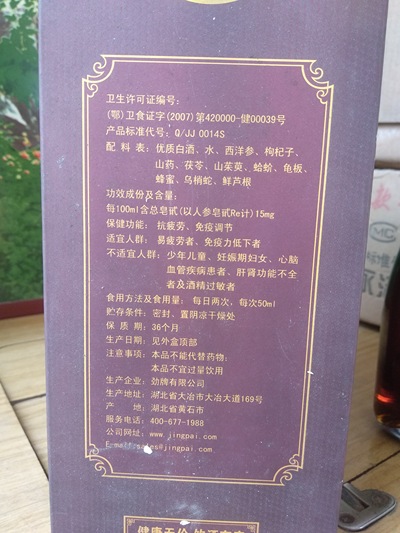 卫生许可证编号：
(鄂)卫食证字(2007)第420000-健00039号
产品标准代号：Q/JJ 0014S
配 料 表：优质白酒、水、西洋参、枸杞子、
山药、茯苓、山茱萸、蛤蚧、龟板、
蜂蜜、乌梢蛇、鲜芦根
功效成份及含量：
每100ml含总皂甙(以人参皂甙Re计)15mg
保健功能：抗疲劳、免疫调节
适宜人群：易疲劳者、免疫力低下者
不适宜人群：少年儿童、妊娠期妇女、心脑
血管疾病患者、肝肾功能不全
者及酒精过敏者
食用方法及食用量：每日两次，每次50ml
贮存条件：密封、置阴凉干燥处
保 质 期：36个月
生产日期：见外盒顶部
注意事项：本品不能代替药物；
本品不宜过量饮用
生产企业：劲牌有限公司
生产地址：湖北省大冶市大冶大道169号
产 地：湖北省黄石市
服务电话：400-677-1988
公司网址：www.jingpai.com
E-mail:sales@jingpai.com
健康无价